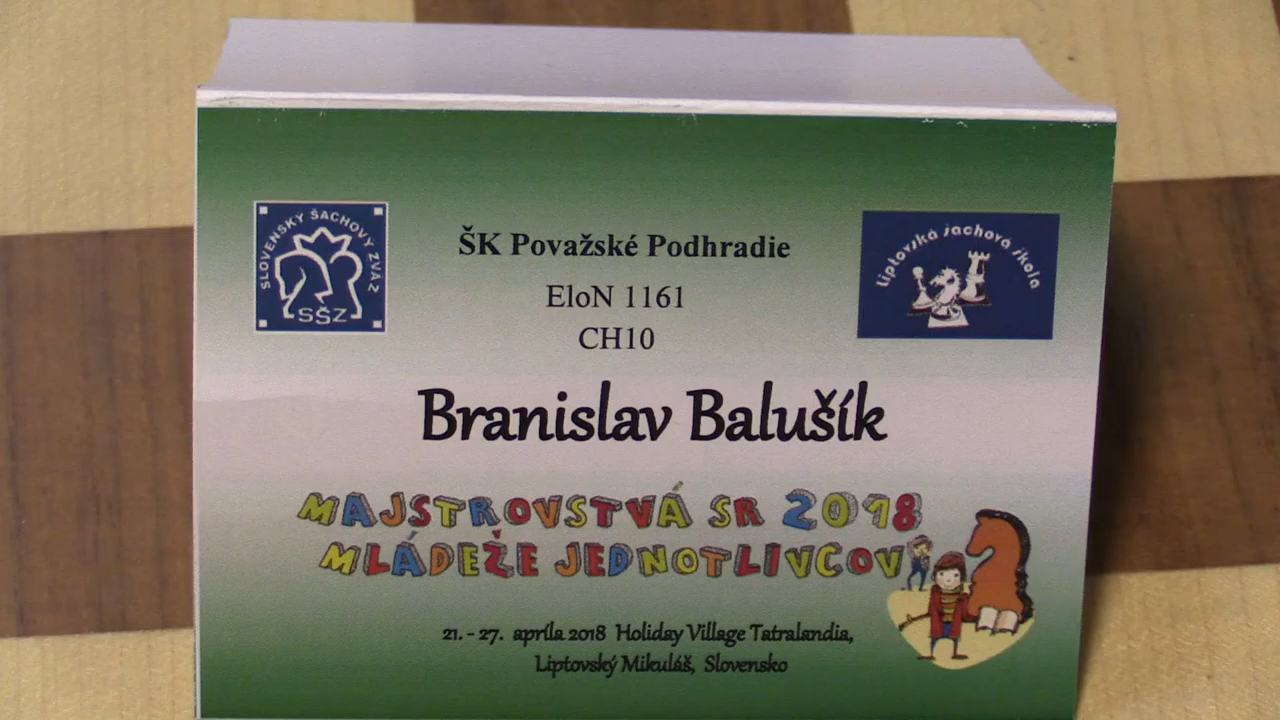 SLOVENSKÝ ŠACHOVÝ ZVÄZ
SŠZ
ŠK Považské Podhradie
EloN 1161
CH10
Liptovská šachová škola
Branislav Balušík
MAJSTROVSTVÁ SR 2018
MLÁDEŽE JEDNOTLIVCOV
21. - 27. apríla 2018 Holiday Village Tatralandia,
Liptovský Mikuláš, Slovensko